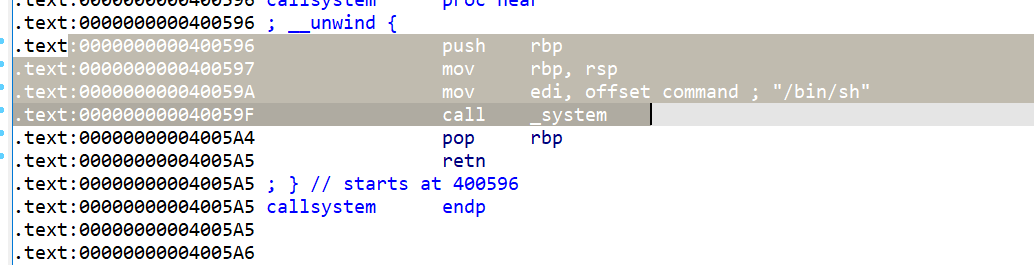 .text:0000000000400596 callsystem proc near
.text:0000000000400596 ; __unwind {
.text:0000000000400596 push rbp
.text:0000000000400597 mov rbp, rsp
.text:000000000040059A mov edi, offset command ; "/bin/sh"
.text:000000000040059F call _system
.text:00000000004005A4 pop rbp
.text:00000000004005A5 retn
.text:00000000004005A5 ; } // starts at 400596
.text:00000000004005A5 callsystem endp
.text:00000000004005A5
.text:00000000004005A6